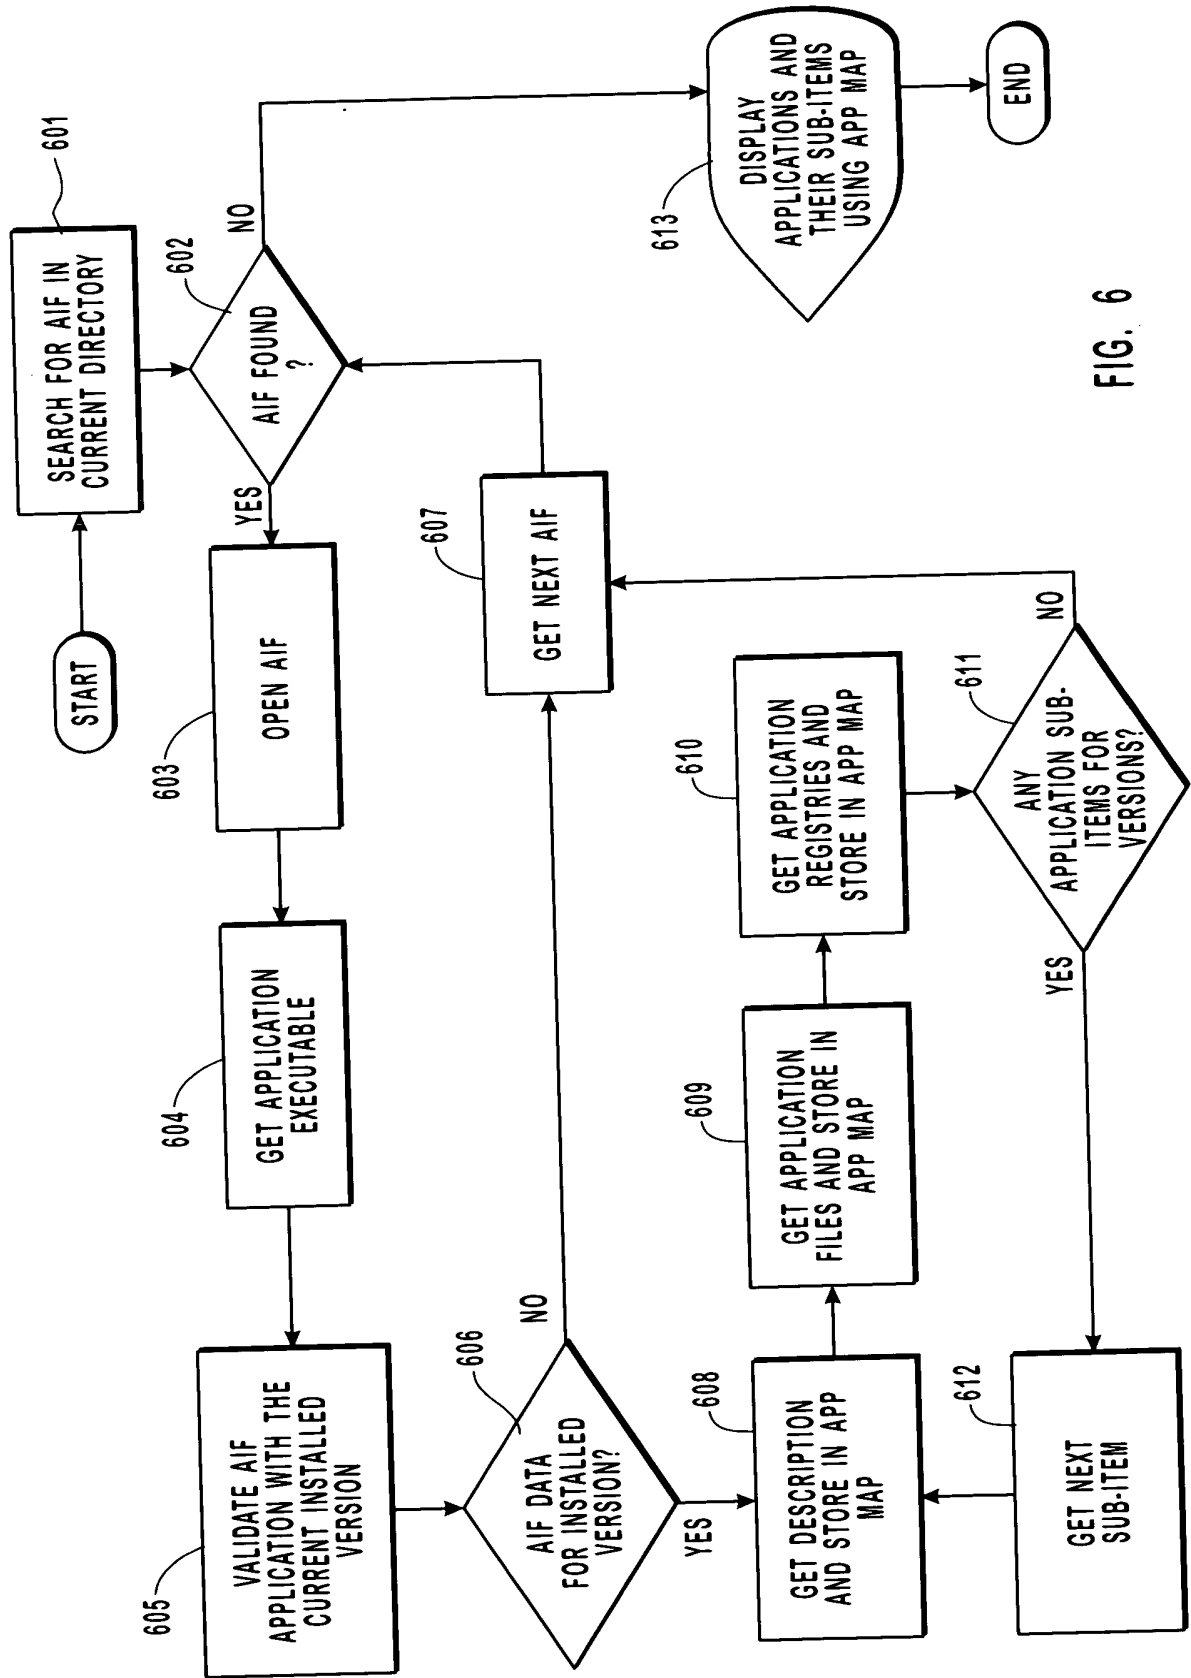 START
SEARCH FOR AIF IN
CURRENT DIRECTORY
601
AIF FOUND
?
602
NO
YES
OPEN AIF
603
GET APPLICATION
EXECUTABLE
604
VALIDATE AIF
APPLICATION WITH THE
CURRENT INSTALLED
VERSION
605
AIF DATA
FOR INSTALLED
VERSION?
606
NO
YES
GET NEXT AIF
607
GET DESCRIPTION
AND STORE IN APP
MAP
608
GET APPLICATION
FILES AND STORE IN
APP MAP
609
GET APPLICATION
REGISTRIES AND
STORE IN APP MAP
610
ANY
APPLICATION SUB-
ITEMS FOR
VERSIONS?
611
NO
YES
GET NEXT
SUB-ITEM
612
DISPLAY
APPLICATIONS AND
THEIR SUB-ITEMS
USING APP MAP
613
END
FIG. 6